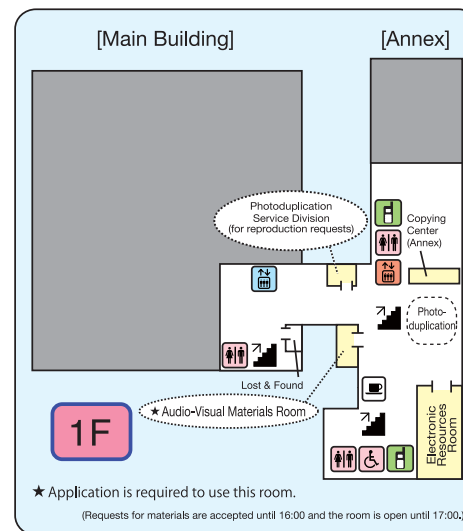 [Main Building]
[Annex]
Photoduplication
Service Division
(for reproduction requests)
Copying
Center
(Annex)
Photo-
duplication
Lost & Found
★ Audio-Visual Materials Room
Electronic
Resources
Room
1F
★ Application is required to use this room.
(Requests for materials are accepted until 16:00 and the room is open until 17:00.)